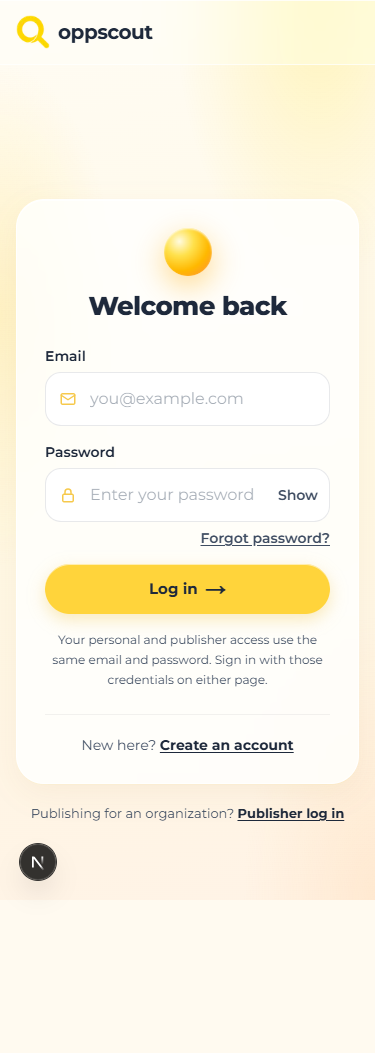 oppscout
Welcome back
Email
you@example.com
Password
Enter your password Show
Forgot password?
Log in →
Your personal and publisher access use the
same email and password. Sign in with those
credentials on either page.
New here? Create an account
Publishing for an organization? Publisher log in
N